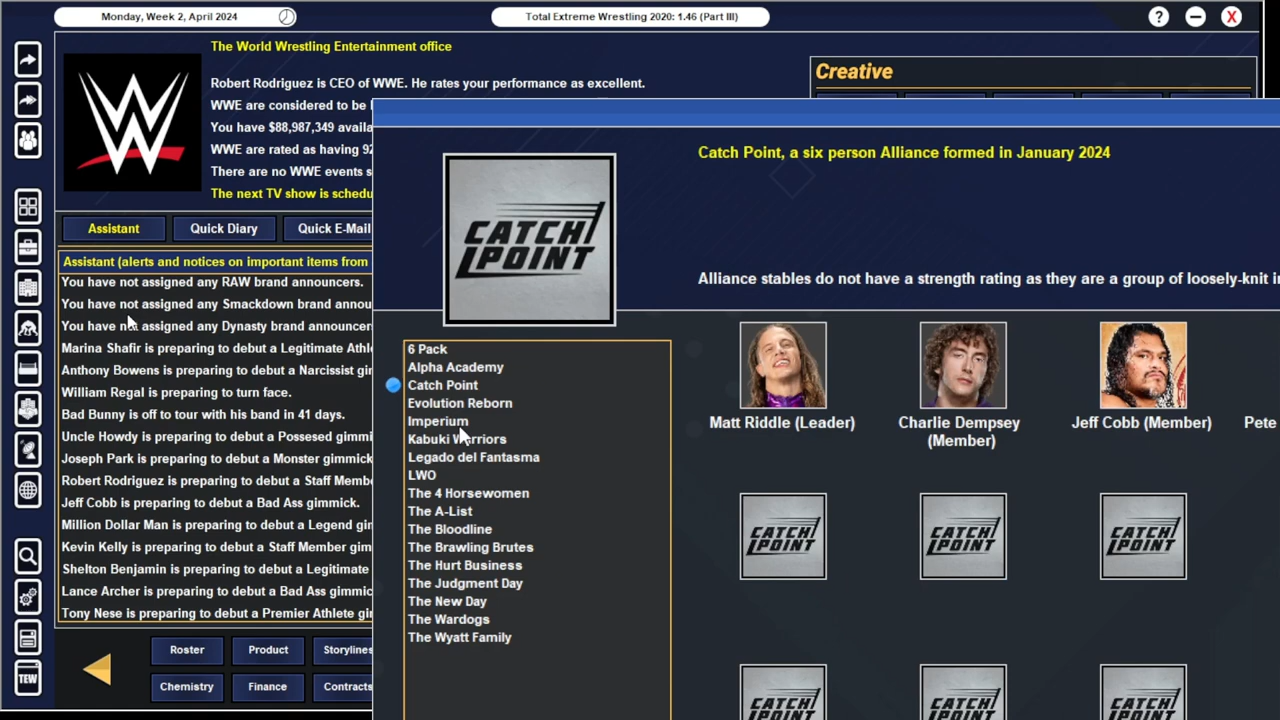 Monday, Week 2, April 2024
Total Extreme Wrestling 2020: 1.46 (Part III)
?
X
The World Wrestling Entertainment office
Robert Rodriguez is CEO of WWE. He rates your performance as excellent.
WWE are considered to be
You have $88,987,349 availa
WWE are rated as having 92
There are no WWE events s
The next TV show is schedu
Creative
Assistant
Quick Diary
Quick E-Mail
Assistant (alerts and notices on important items from
You have not assigned any RAW brand announcers.
You have not assigned any Smackdown brand annou
You have not assigned any Dynasty brand announcers
Marina Shafir is preparing to debut a Legitimate Athl
Anthony Bowens is preparing to debut a Narcissist gi
William Regal is preparing to turn face.
Bad Bunny is off to tour with his band in 41 days.
Uncle Howdy is preparing to debut a Possesed gimmi
Joseph Park is preparing to debut a Monster gimmick
Robert Rodriguez is preparing to debut a Staff Membe
Jeff Cobb is preparing to debut a Bad Ass gimmick.
Million Dollar Man is preparing to debut a Legend gi
Kevin Kelly is preparing to debut a Staff Member gim
Shelton Benjamin is preparing to debut a Legitimate
Lance Archer is preparing to debut a Bad Ass gimmic
Tony Nese is preparing to debut a Premier Athlete gi
Roster
Product
Storylines
Chemistry
Finance
Contracts
TEW
CATCH POINT
Catch Point, a six person Alliance formed in January 2024
Alliance stables do not have a strength rating as they are a group of loosely-knit i
6 Pack
Alpha Academy
Catch Point
Evolution Reborn
Imperium
Kabuki Warriors
Legado del Fantasma
LWO
The 4 Horsewomen
The A-List
The Bloodline
The Brawling Brutes
The Hurt Business
The Judgment Day
The New Day
The Wardogs
The Wyatt Family
Matt Riddle (Leader)
Charlie Dempsey
(Member)
Jeff Cobb (Member)
Pete
CATCH POINT
CATCH POINT
CATCH POINT
CATCH
CATCH
CATCH